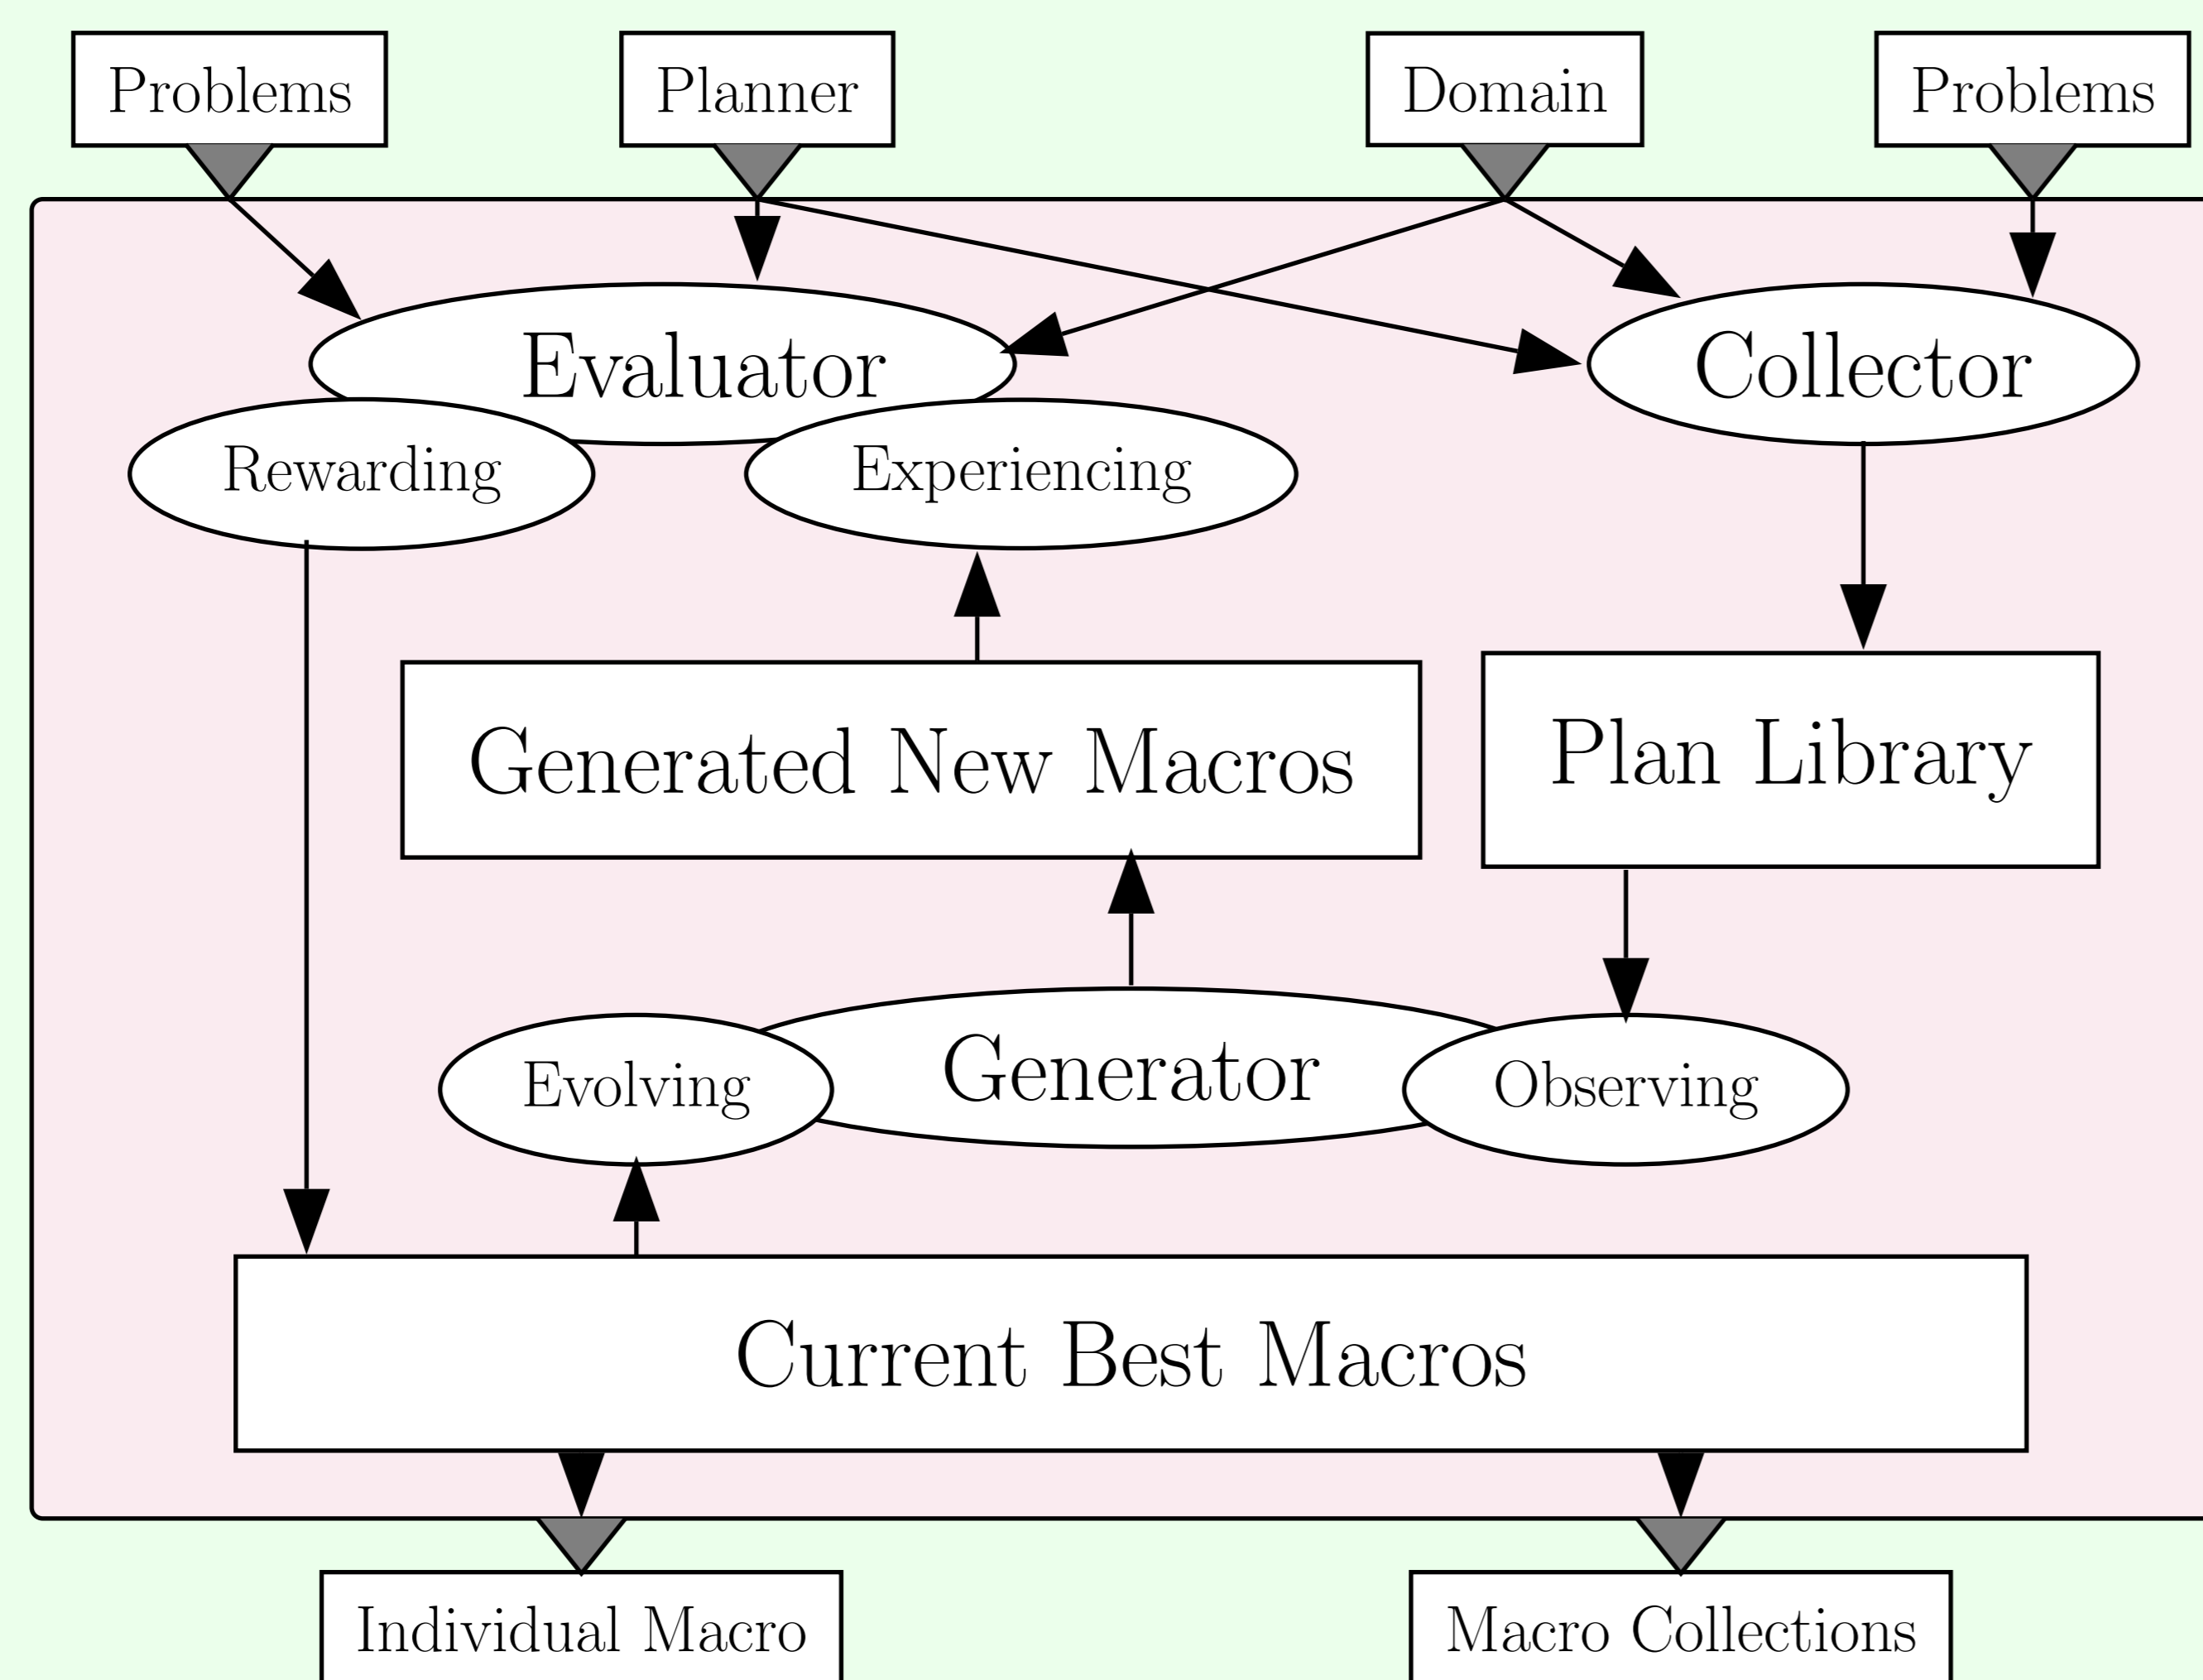 Problems
Planner
Domain
Problems
Evaluator
Collector
Rewarding
Experiencing
Generated New Macros
Plan Library
Evolving
Generator
Observing
Current Best Macros
Individual Macro
Macro Collections